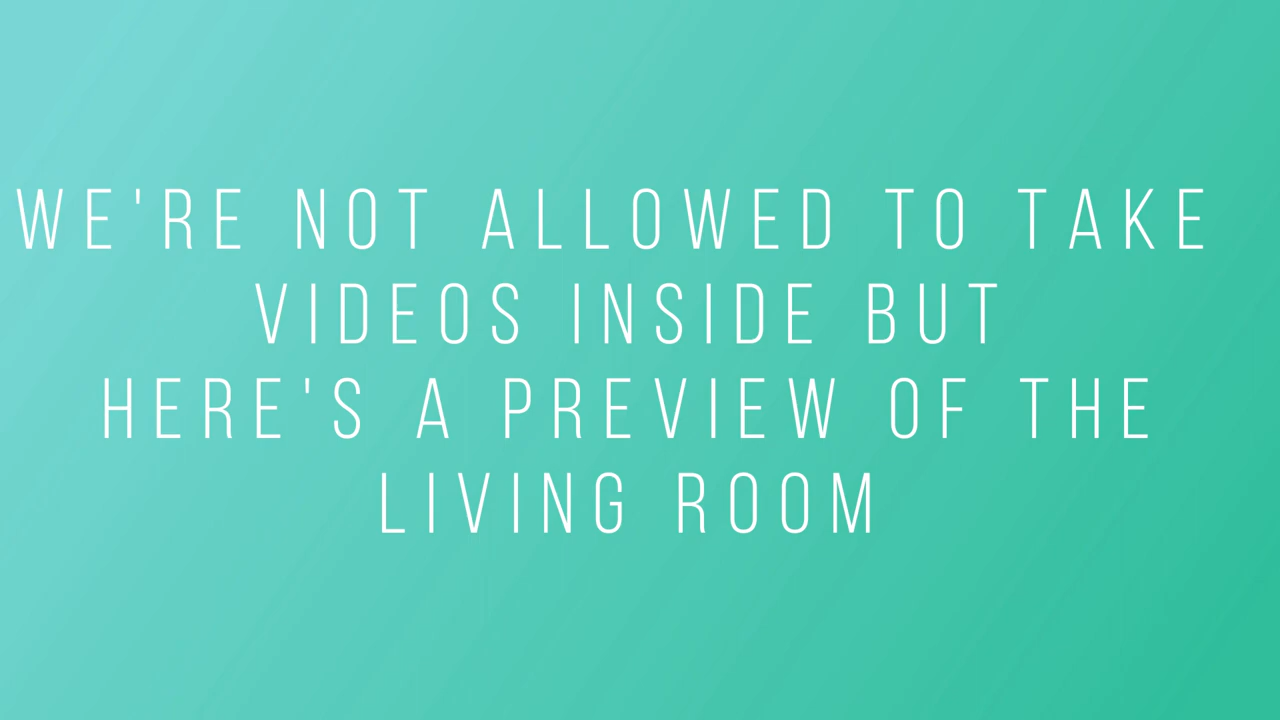 WE'RE NOT ALLOWED TO TAKE
VIDEOS INSIDE BUT
HERE'S A PREVIEW OF THE
LIVING ROOM